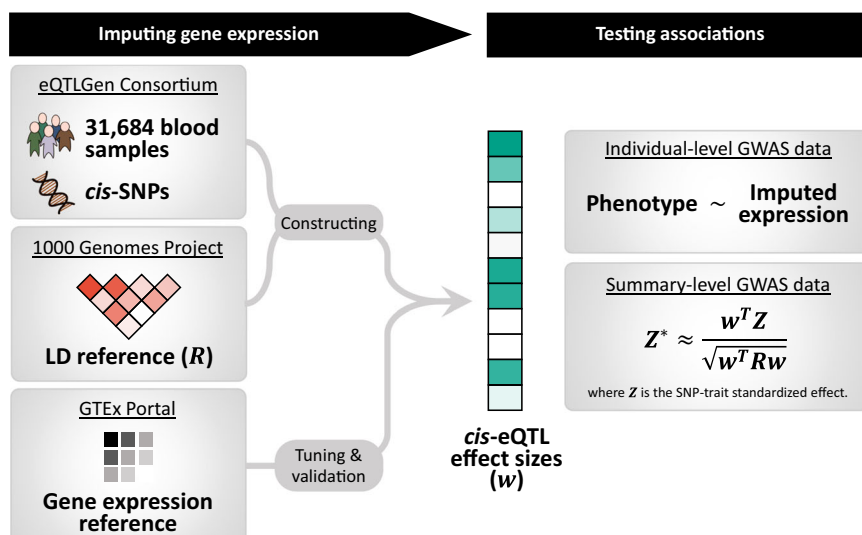 Imputing gene expression
Testing associations
eQTLGen Consortium
31,684 blood
samples
cis-SNPs
1000 Genomes Project
LD reference (R)
GTEx Portal
Gene expression
reference
Constructing
Tuning &
validation
cis-eQTL
effect sizes
(w)
Individual-level GWAS data
Phenotype ~ Imputed
expression
Summary-level GWAS data
Z* ≈ wᵀZ / √wᵀRw
where Z is the SNP-trait standardized effect.